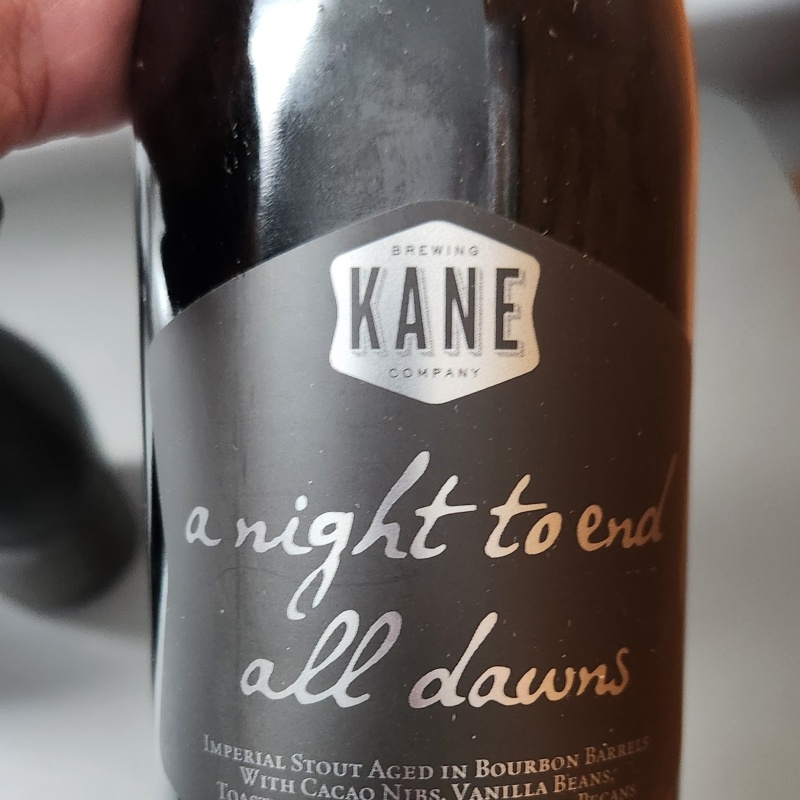 BREWING
KANE
COMPANY
a night to end
all dawns
IMPERIAL STOUT AGED IN BOURBON BARRELS
WITH CACAO NIBS, VANILLA BEANS,
PECANS